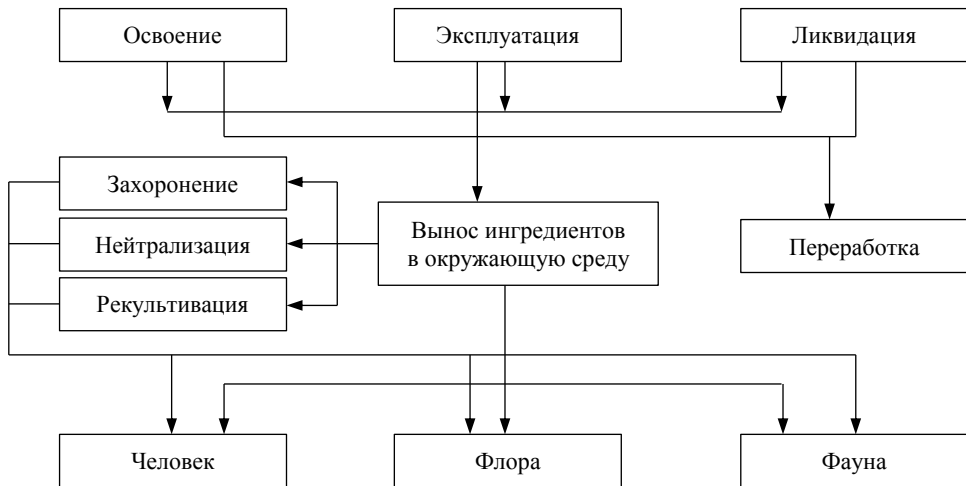 Освоение
Эксплуатация
Ликвидация
Захоронение
Нейтрализация
Рекультивация
Вынос ингредиентов
в окружающую среду
Переработка
Человек
Флора
Фауна